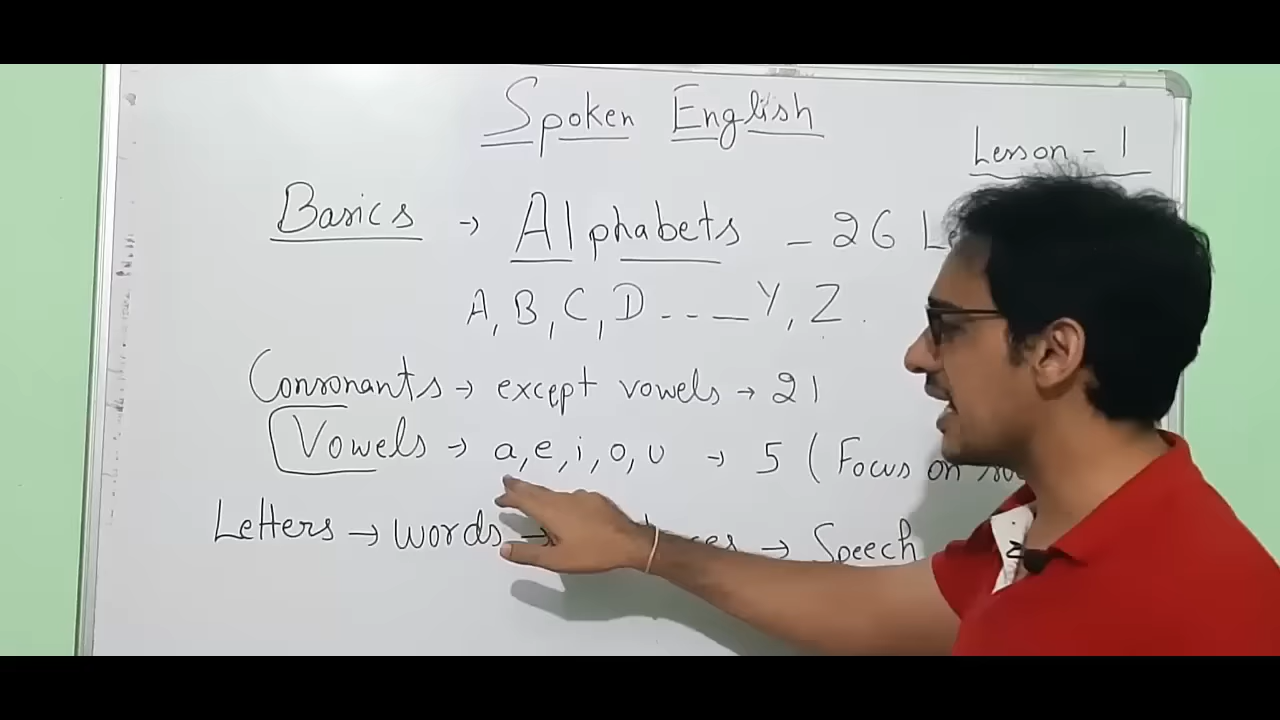 Spoken English
Lesson - 1
Basics → Alphabets - 26
A, B, C, D - - - — Y, Z.
Consonants → except vowels → 21
Vowels → a, e, i, o, u → 5 ( Focus on
Letters → words → → Speech